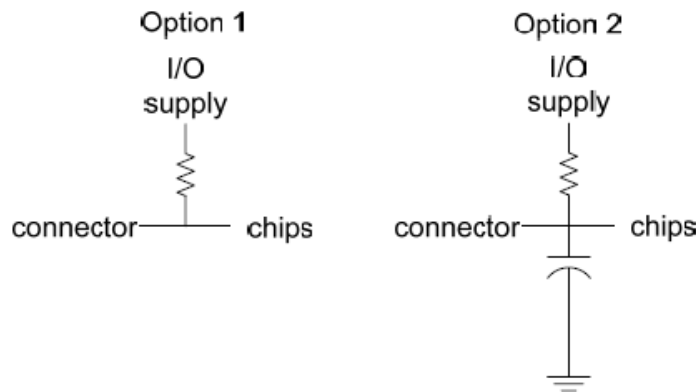 Option 1
I/O
supply
connector
chips
Option 2
I/O
supply
connector
chips